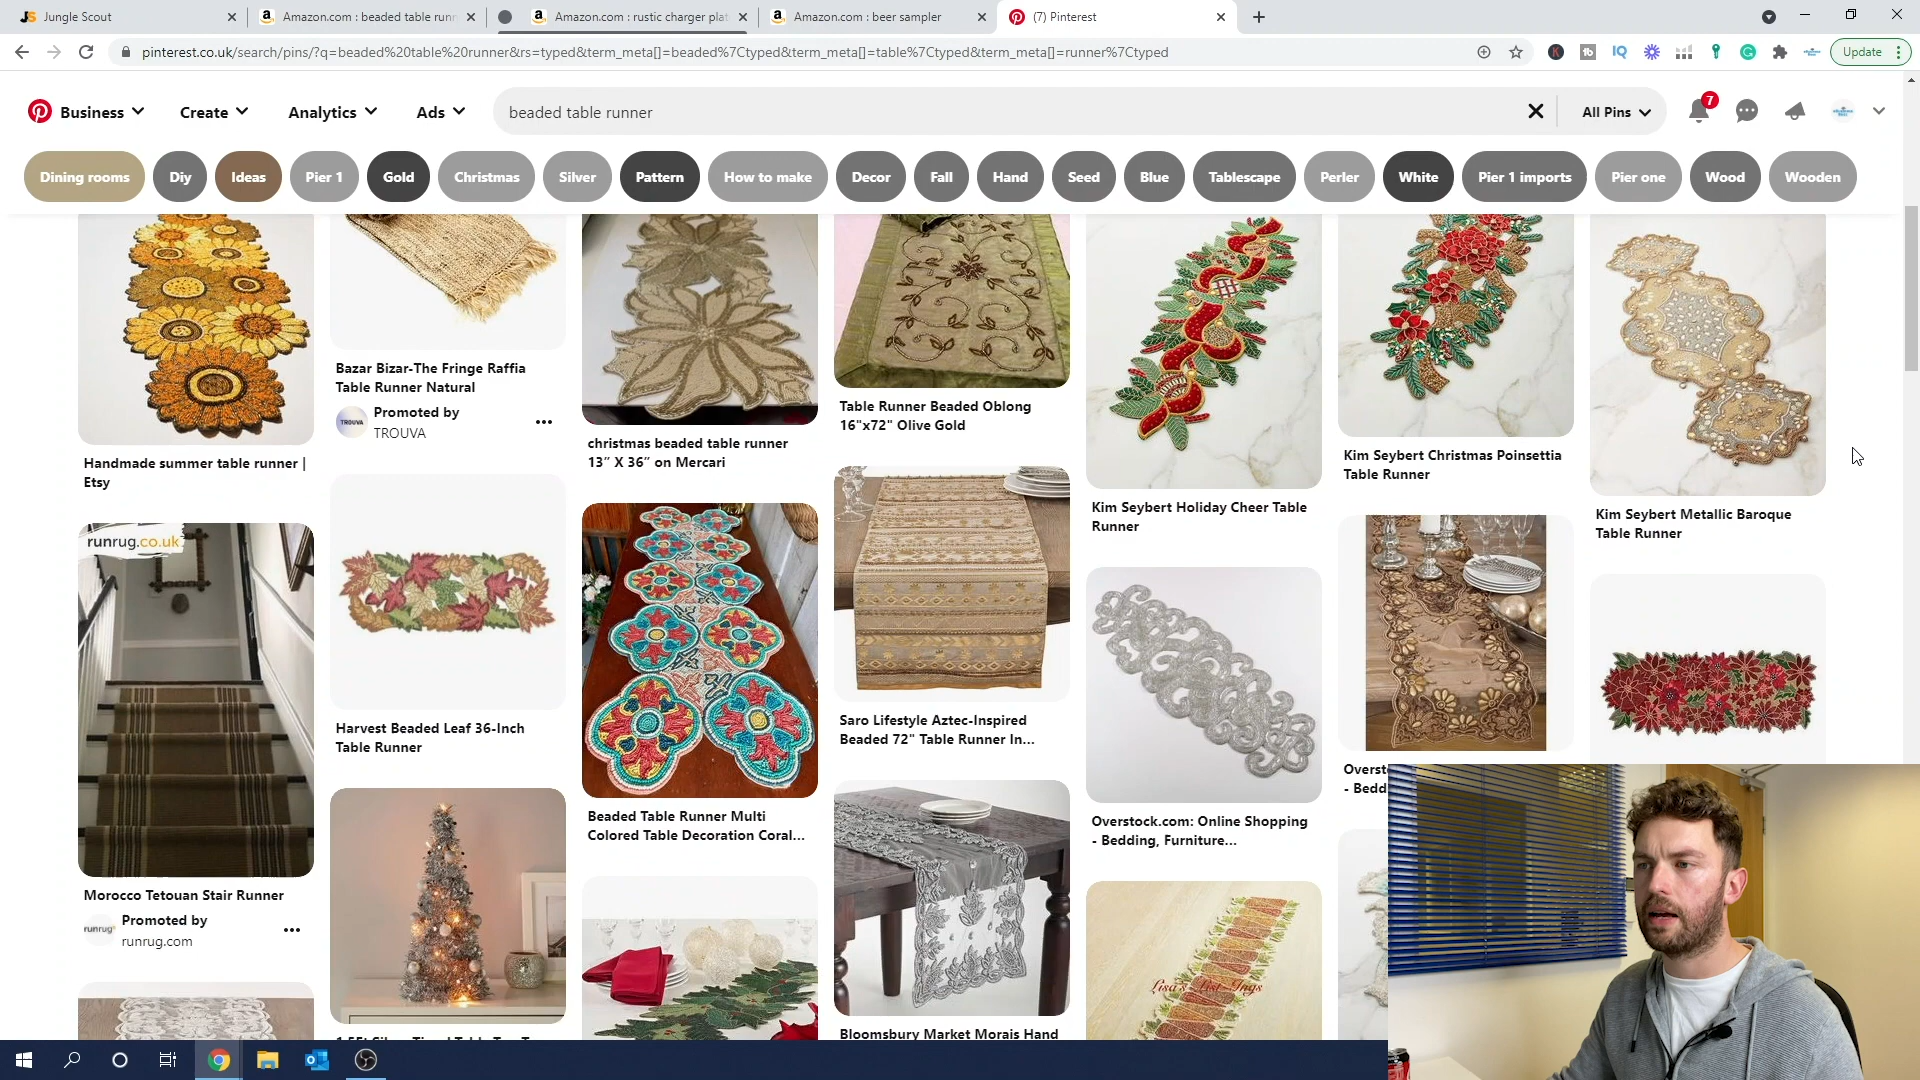 Jungle Scout
Amazon.com : beaded table runn
Amazon.com : rustic charger plat
Amazon.com : beer sampler
(7) Pinterest
pinterest.co.uk/search/pins/?q=beaded%20table%20runner&rs=typed&term_meta[]=beaded%7Ctyped&term_meta[]=table%7Ctyped&term_meta[]=runner%7Ctyped
Update
Business
Create
Analytics
Ads
beaded table runner
All Pins
7
Dining rooms
Diy
Ideas
Pier 1
Gold
Christmas
Silver
Pattern
How to make
Decor
Fall
Hand
Seed
Blue
Tablescape
Perler
White
Pier 1 imports
Pier one
Wood
Wooden
Handmade summer table runner |
Etsy
runrug.co.uk
Morocco Tetouan Stair Runner
runrug
Promoted by
runrug.com
Bazar Bizar-The Fringe Raffia
Table Runner Natural
TROUVA
Promoted by
TROUVA
Harvest Beaded Leaf 36-Inch
Table Runner
christmas beaded table runner
13” X 36” on Mercari
Beaded Table Runner Multi
Colored Table Decoration Coral...
Table Runner Beaded Oblong
16"x72" Olive Gold
Saro Lifestyle Aztec-Inspired
Beaded 72" Table Runner In...
Bloomsbury Market Morais Hand
Kim Seybert Holiday Cheer Table
Runner
Overstock.com: Online Shopping
- Bedding, Furniture...
Kim Seybert Christmas Poinsettia
Table Runner
Overst
- Bedd
Kim Seybert Metallic Baroque
Table Runner